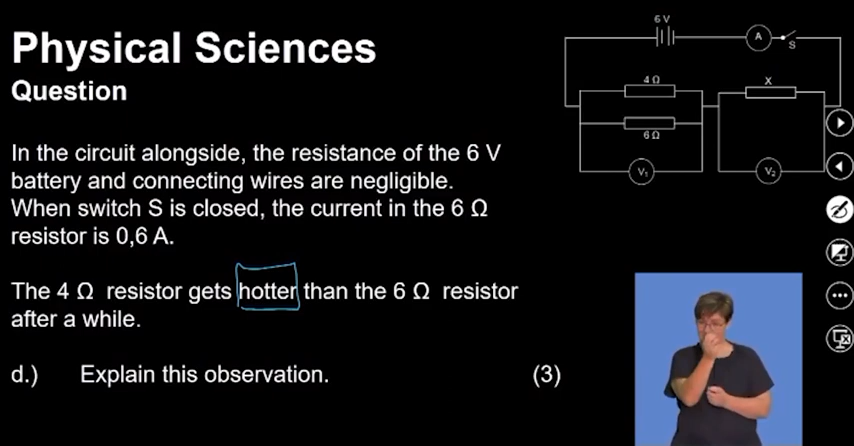 Physical Sciences
Question
In the circuit alongside, the resistance of the 6 V
battery and connecting wires are negligible.
When switch S is closed, the current in the 6 Ω
resistor is 0,6 A.
The 4 Ω resistor gets hotter than the 6 Ω resistor
after a while.
d.) Explain this observation. (3)
6 V
A
S
4 Ω
X
6 Ω
V1
V2